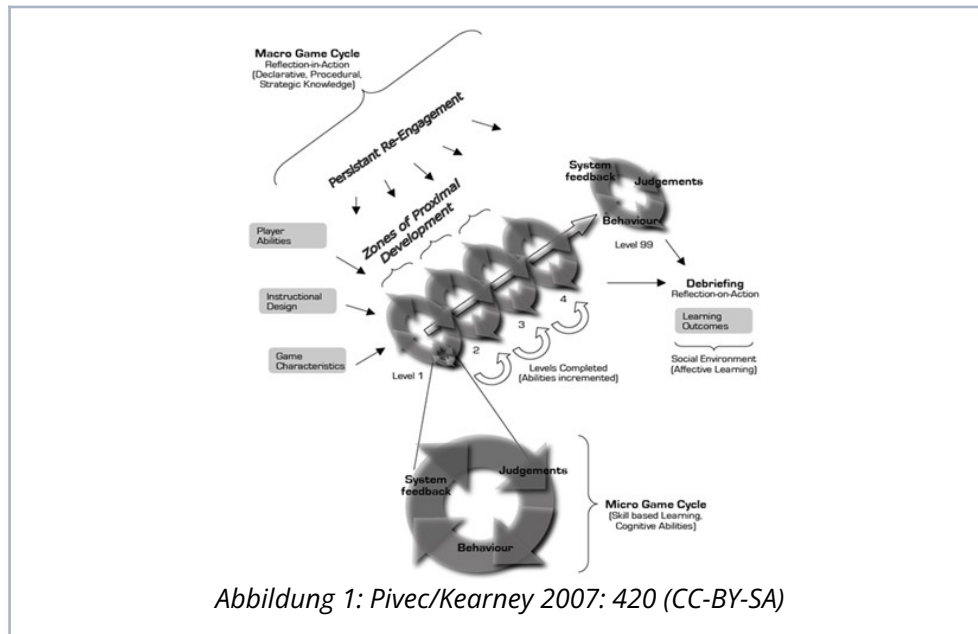 Macro Game Cycle
Reflection-in-Action
(Declarative, Procedural,
Strategic Knowledge)
Persistant Re-Engagement
Zones of Proximal
Development
System
feedback
Judgements
Behaviour
Level 99
Player
Abilities
Instructional
Design
Game
Characteristics
Level 1
2
3
4
Levels Completed
(Abilities incremented)
Debriefing
Reflection-on-Action
Learning
Outcomes
Social Environment
(Affective Learning)
System
feedback
Judgements
Behaviour
Micro Game Cycle
(Skill based Learning,
Cognitive Abilities)
Abbildung 1: Pivec/Kearney 2007: 420 (CC-BY-SA)